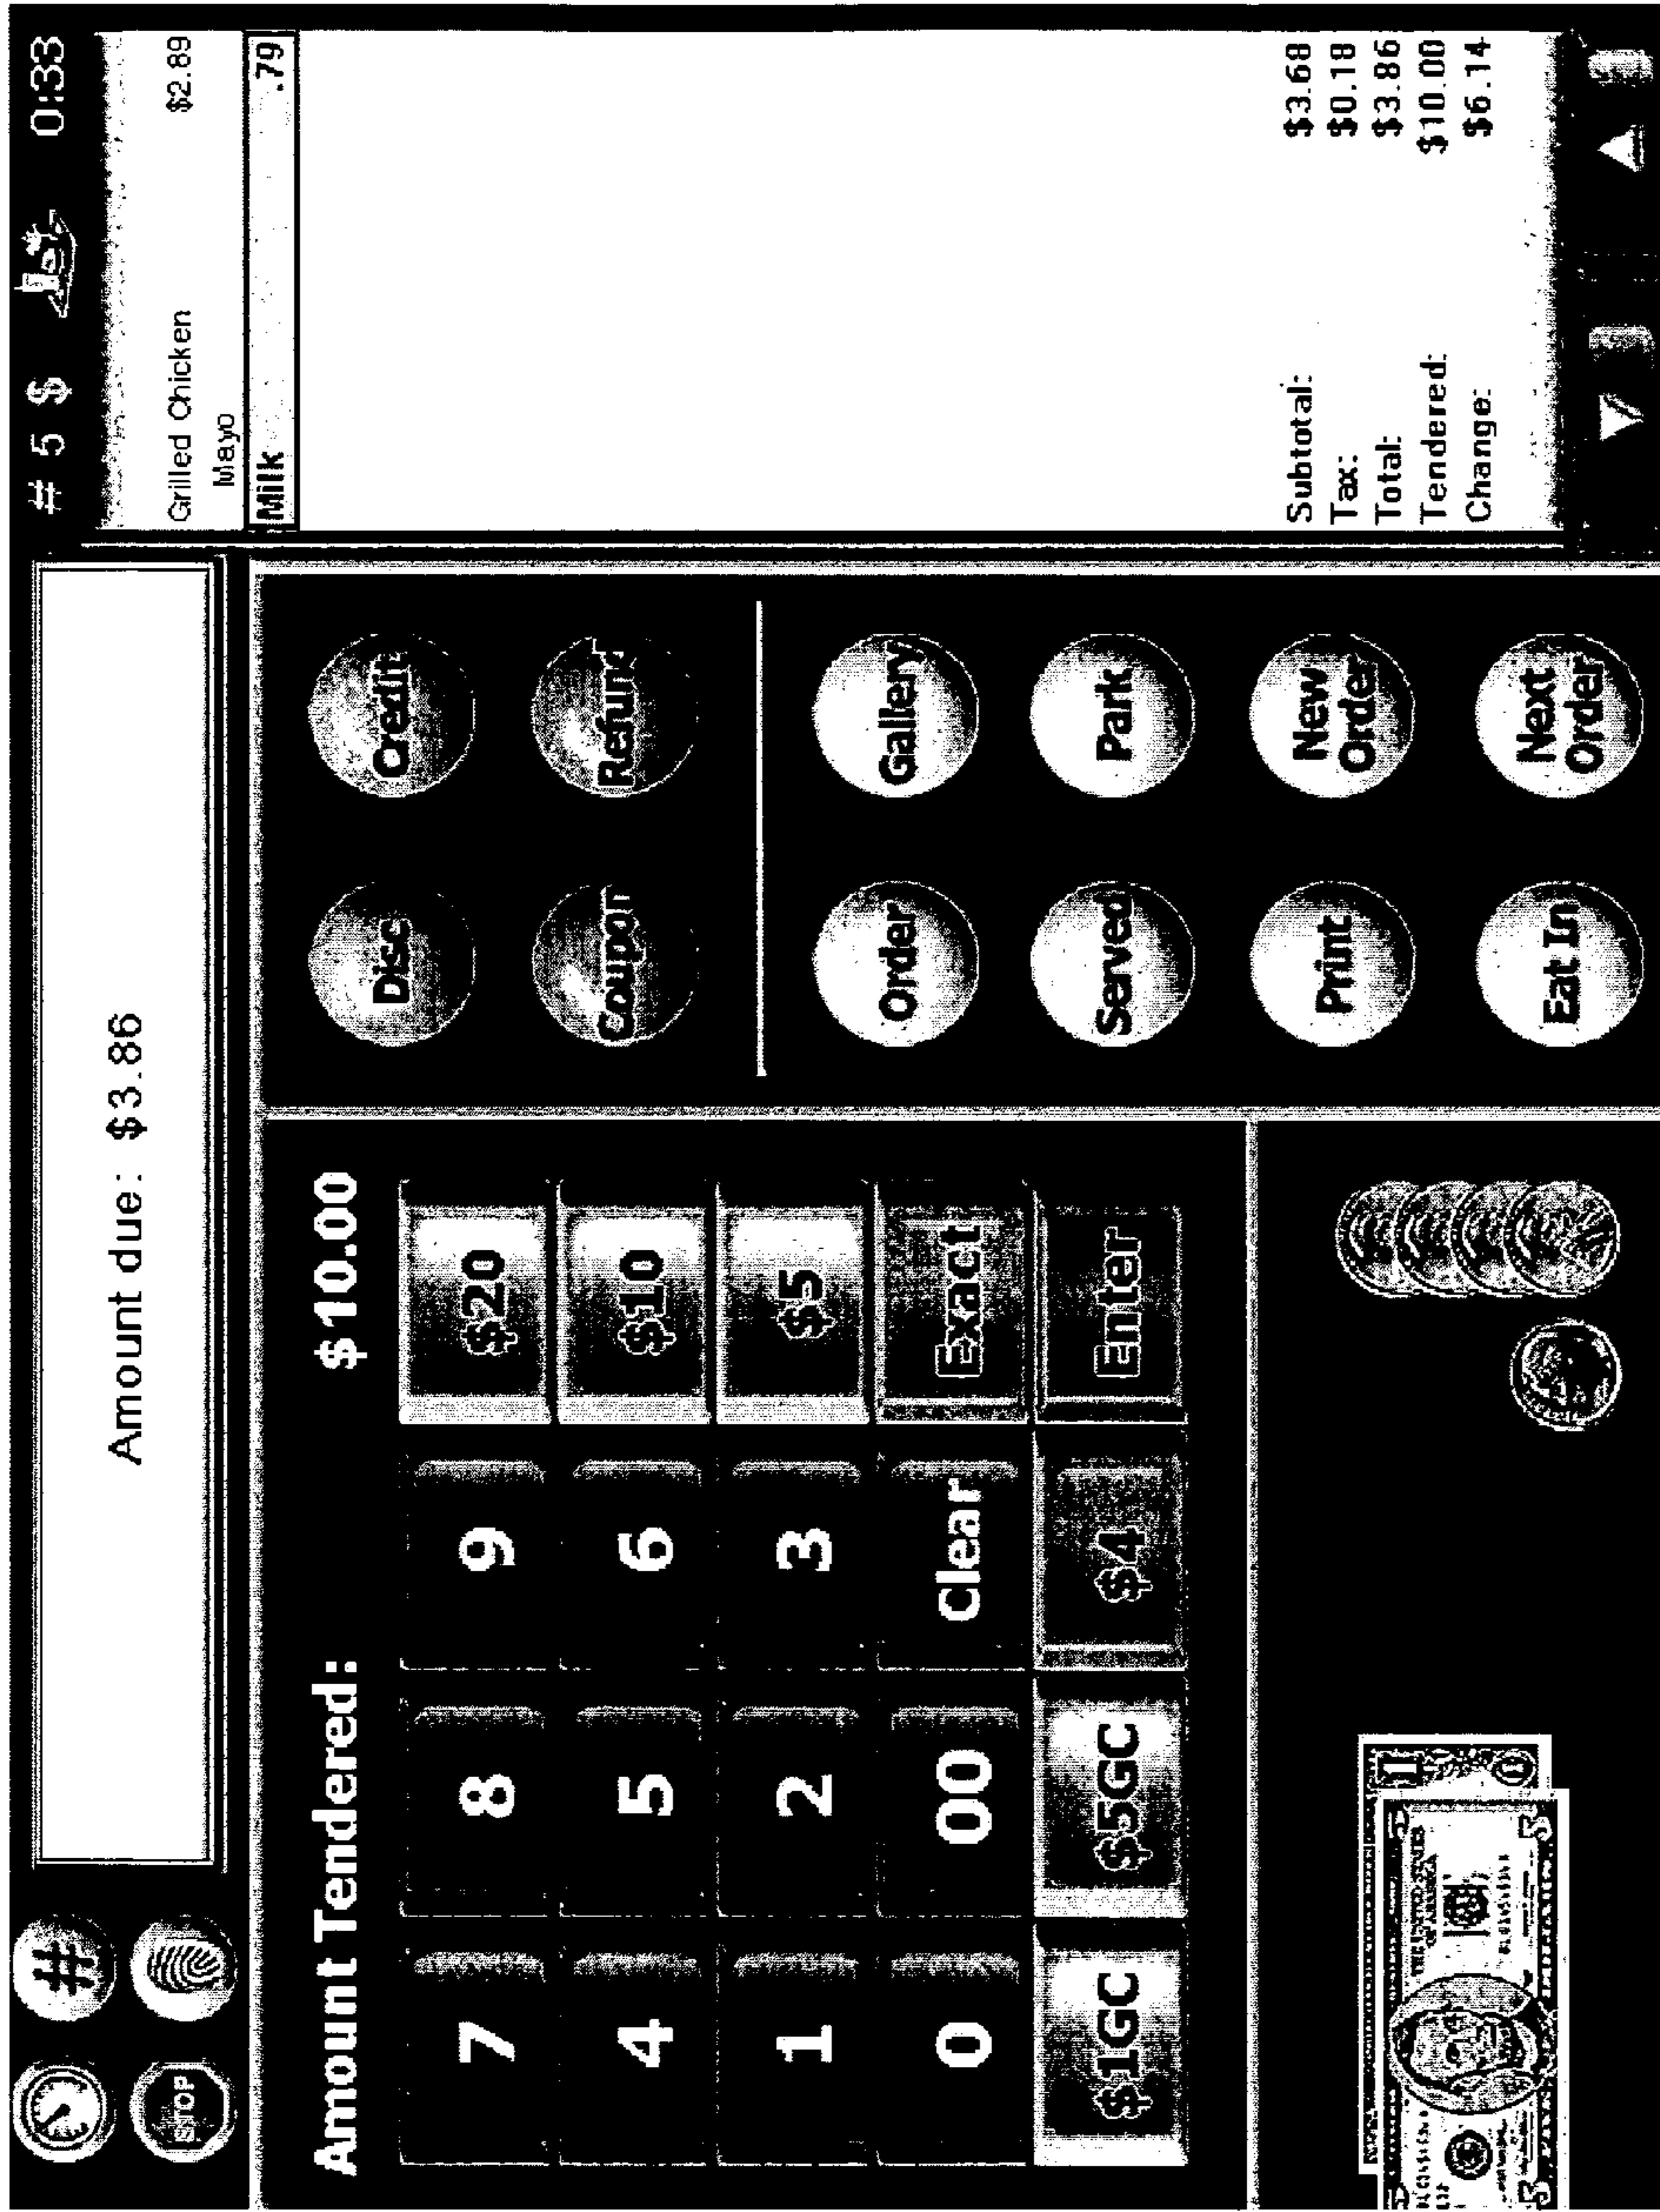 #
STOP
Amount due: $3.86
# 5 $ 0:33
Amount Tendered: $10.00
7 8 9 $20
4 5 6 $10
1 2 3 $5
0 00 Clear Exact
$1GC $5GC $4 Enter
Disc Credit
Coupon Refund
Order Gallery
Served Park
Print New Order
Eat In Next Order
Grilled Chicken $2.89
Mayo
Milk .79
Subtotal: $3.68
Tax: $0.18
Total: $3.86
Tendered: $10.00
Change: $6.14